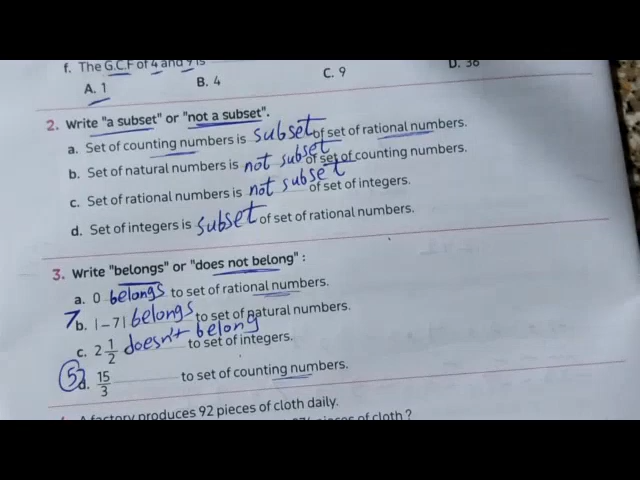 f. The G.C.F of 4 and 9 is
A. 1 B. 4 C. 9 D. 36
2. Write "a subset" or "not a subset".
a. Set of counting numbers is subset of set of rational numbers.
b. Set of natural numbers is not subset of set of counting numbers.
c. Set of rational numbers is not subset of set of integers.
d. Set of integers is subset of set of rational numbers.
3. Write "belongs" or "does not belong" :
a. 0 belongs to set of rational numbers.
7 b. |-7| belongs to set of natural numbers.
c. 2 1/2 doesn't belong to set of integers.
5 d. 15/3 to set of counting numbers.
A factory produces 92 pieces of cloth daily.
pieces of cloth ?